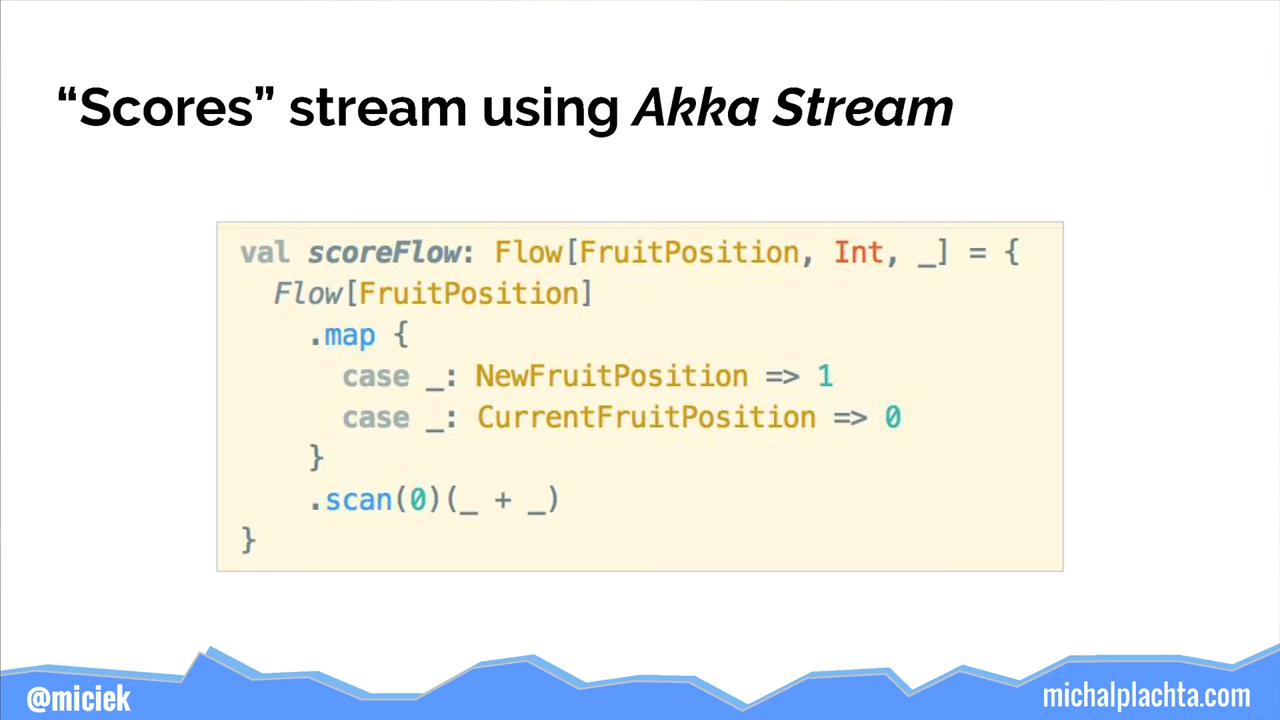 “Scores” stream using Akka Stream
val scoreFlow: Flow[FruitPosition, Int, _] = {
  Flow[FruitPosition]
    .map {
      case _: NewFruitPosition => 1
      case _: CurrentFruitPosition => 0
    }
    .scan(0)(_ + _)
}
@miciek
michalplachta.com